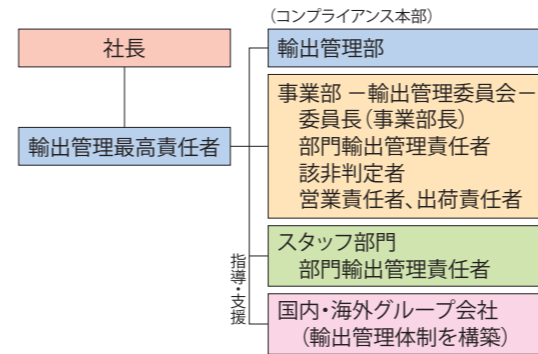 (コンプライアンス本部)
社長
輸出管理部
事業部 －輸出管理委員会－
委員長(事業部長)
部門輸出管理責任者
該非判定者
営業責任者、出荷責任者
輸出管理最高責任者
スタッフ部門
部門輸出管理責任者
指導・支援
国内・海外グループ会社
(輸出管理体制を構築)